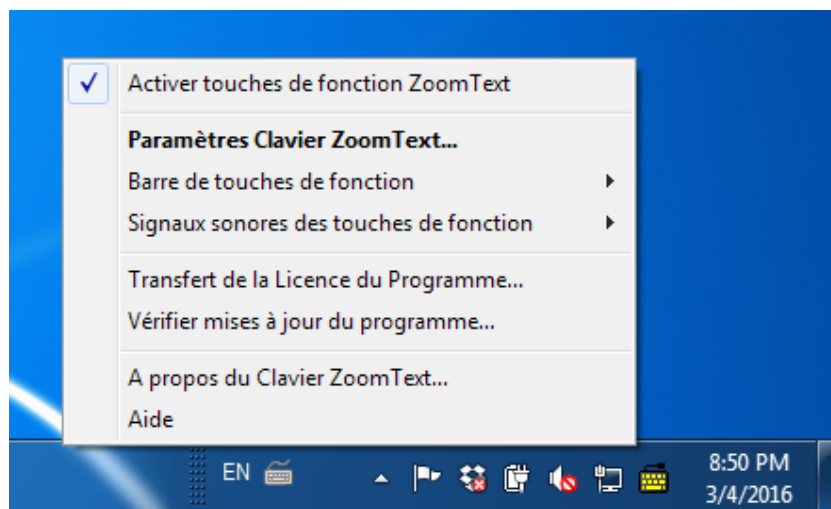 Activer touches de fonction ZoomText
Paramètres Clavier ZoomText...
Barre de touches de fonction
Signaux sonores des touches de fonction
Transfert de la Licence du Programme...
Vérifier mises à jour du programme...
A propos du Clavier ZoomText...
Aide
EN
8:50 PM
3/4/2016